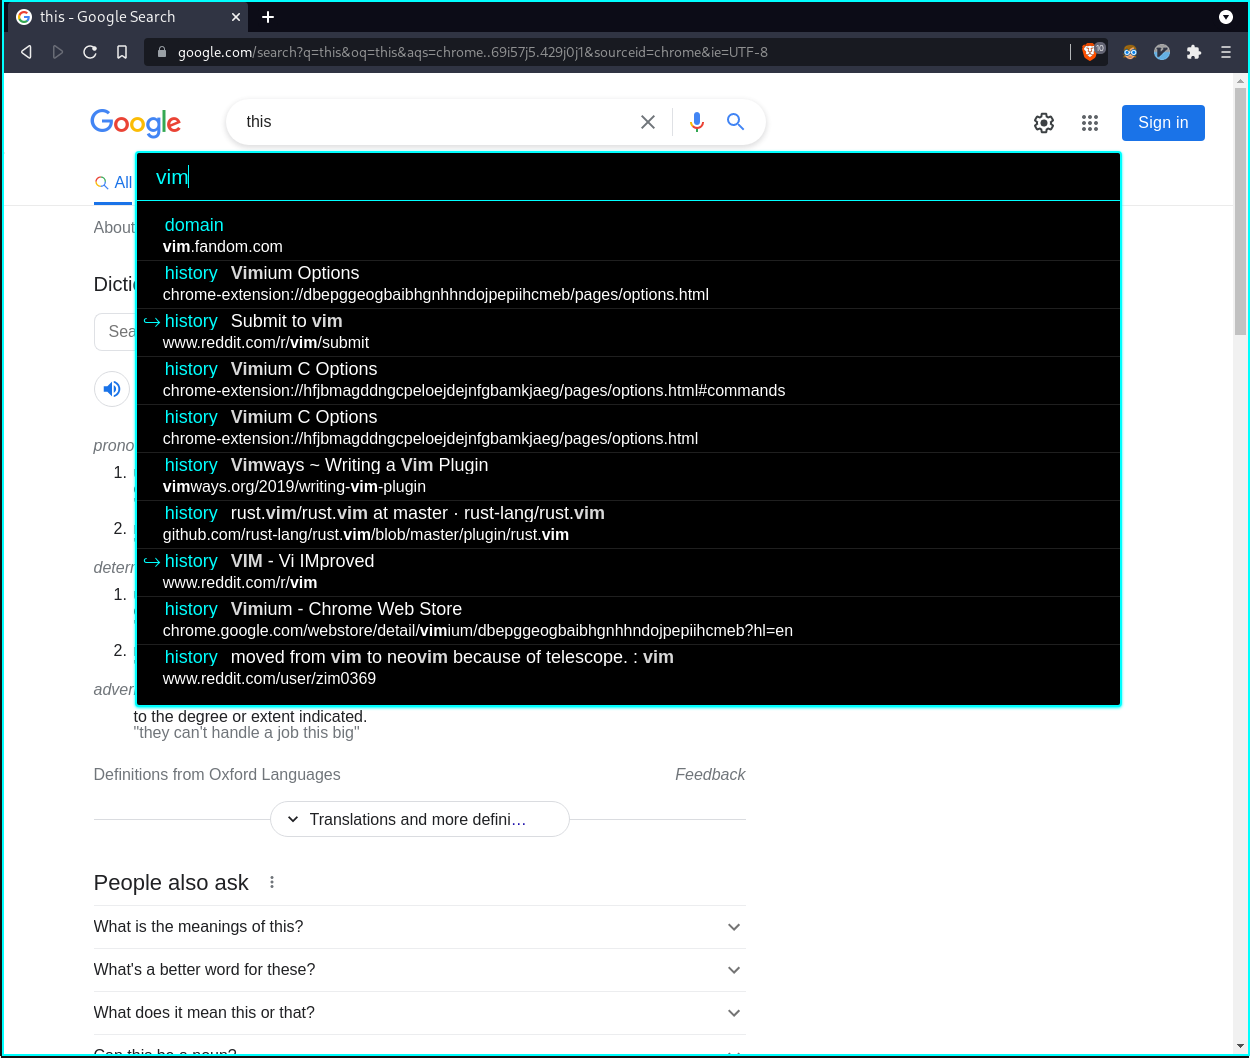 this - Google Search
google.com/search?q=this&oq=this&aqs=chrome..69i57j5.429j0j1&sourceid=chrome&ie=UTF-8
10
Google
this
Sign in
vim
All
domain
vim.fandom.com
About
history Vimium Options
chrome-extension://dbepggeogbaibhgnhhndojpepiihcmeb/pages/options.html
history Submit to vim
www.reddit.com/r/vim/submit
history Vimium C Options
chrome-extension://hfjbmagddngcpeloejdejnfgbamkjaeg/pages/options.html#commands
history Vimium C Options
chrome-extension://hfjbmagddngcpeloejdejnfgbamkjaeg/pages/options.html
history Vimways ~ Writing a Vim Plugin
vimways.org/2019/writing-vim-plugin
1.
history rust.vim/rust.vim at master · rust-lang/rust.vim
github.com/rust-lang/rust.vim/blob/master/plugin/rust.vim
2.
history VIM - Vi IMproved
www.reddit.com/r/vim
1.
history Vimium - Chrome Web Store
chrome.google.com/webstore/detail/vimium/dbepggeogbaibhgnhhndojpepiihcmeb?hl=en
2.
history moved from vim to neovim because of telescope. : vim
www.reddit.com/user/zim0369
to the degree or extent indicated.
"they can't handle a job this big"
Definitions from Oxford Languages
Feedback
Translations and more defini…
People also ask
What is the meanings of this?
What's a better word for these?
What does it mean this or that?
Can this be a noun?